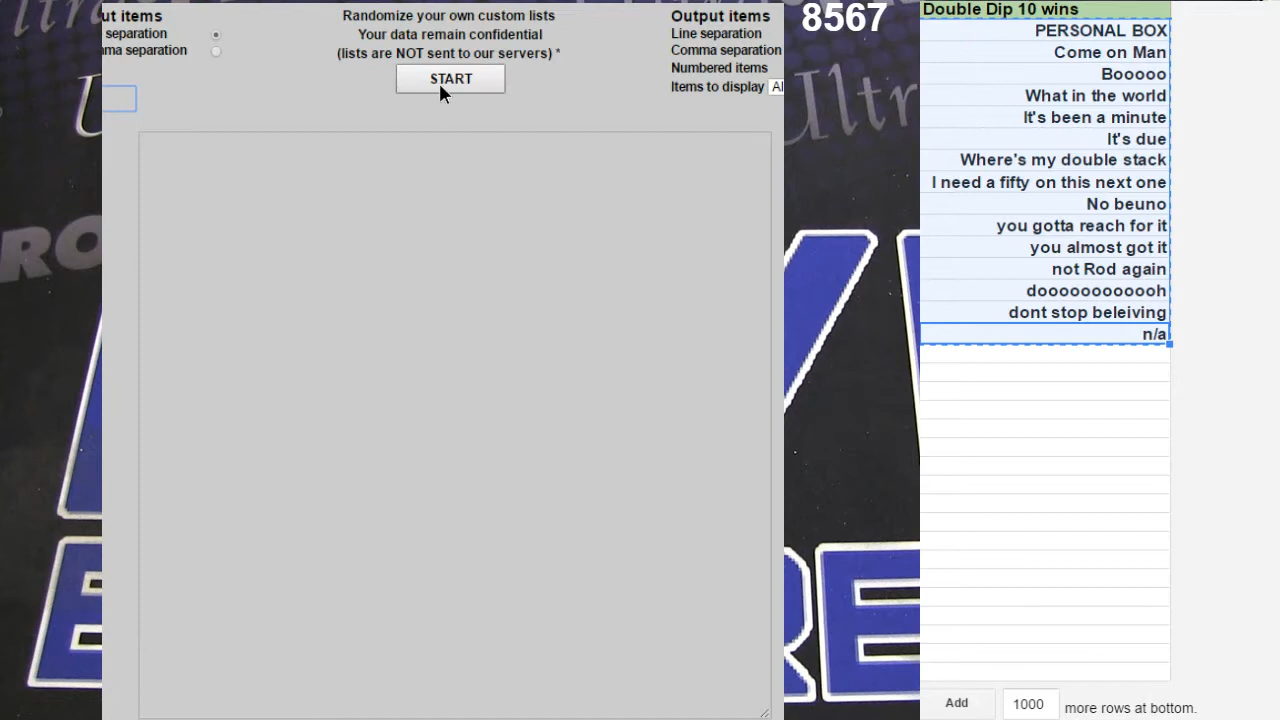 ut items
separation
ma separation
Randomize your own custom lists
Your data remain confidential
(lists are NOT sent to our servers) *
START
Output items
Line separation
Comma separation
Numbered items
Items to display
8567
Double Dip 10 wins
PERSONAL BOX
Come on Man
Booooo
What in the world
It's been a minute
It's due
Where's my double stack
I need a fifty on this next one
No beuno
you gotta reach for it
you almost got it
not Rod again
doooooooooooh
dont stop beleiving
n/a
Add 1000 more rows at bottom.
Ultr
RO
RE